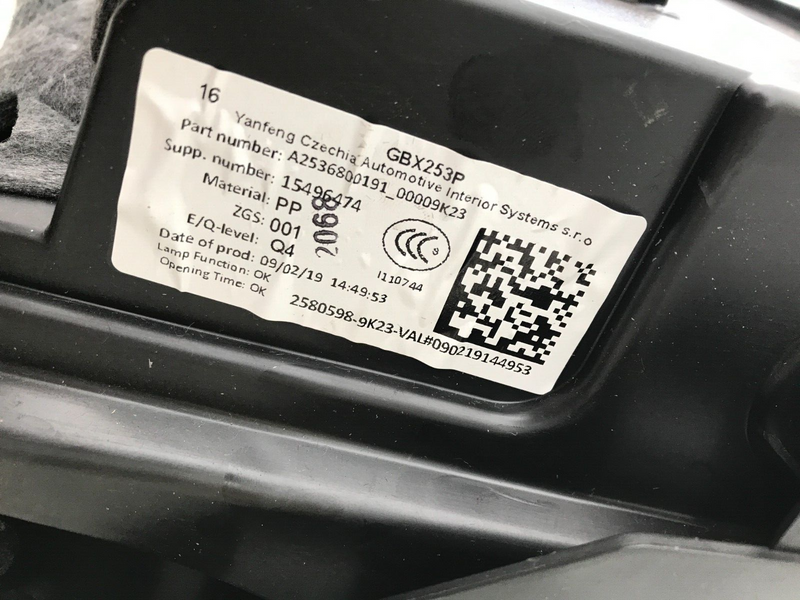 16
GBX253P
Yanfeng Czechia Automotive Interior Systems s.r.o
Part number: A2536800191_00009K23
Supp. number: 15496474
Material: PP
ZGS: 001
E/Q-level: Q4
2068
Date of prod: 09/02/19 14:49:53
Lamp Function: OK
Opening Time: OK
CCC S
I110744
2580598-9K23-VAL#090219144953